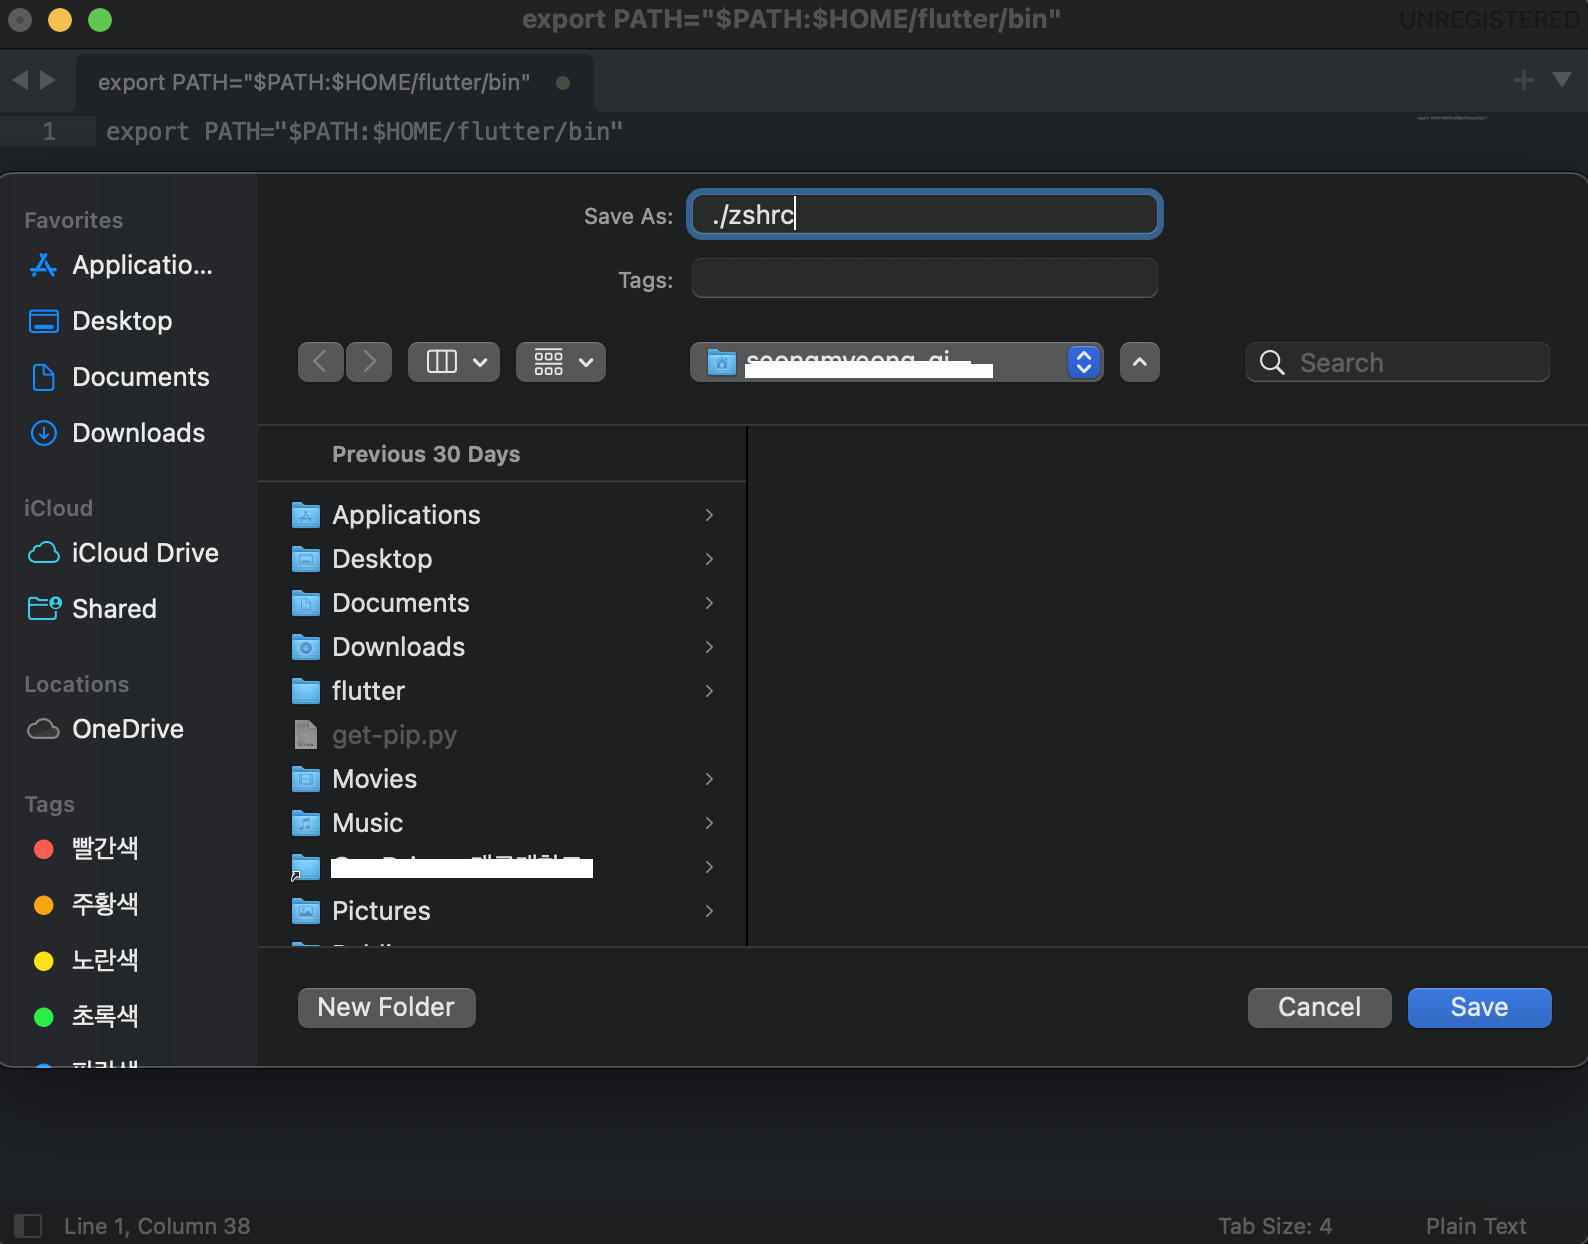 export PATH="$PATH:$HOME/flutter/bin"
UNREGISTERED
export PATH="$PATH:$HOME/flutter/bin"
1 export PATH="$PATH:$HOME/flutter/bin"
Save As: ./zshrc
Tags:
Search
Favorites
Applicatio...
Desktop
Documents
Downloads
iCloud
iCloud Drive
Shared
Locations
OneDrive
Tags
빨간색
주황색
노란색
초록색
Previous 30 Days
Applications
Desktop
Documents
Downloads
flutter
get-pip.py
Movies
Music
Pictures
New Folder
Cancel
Save
Line 1, Column 38
Tab Size: 4
Plain Text